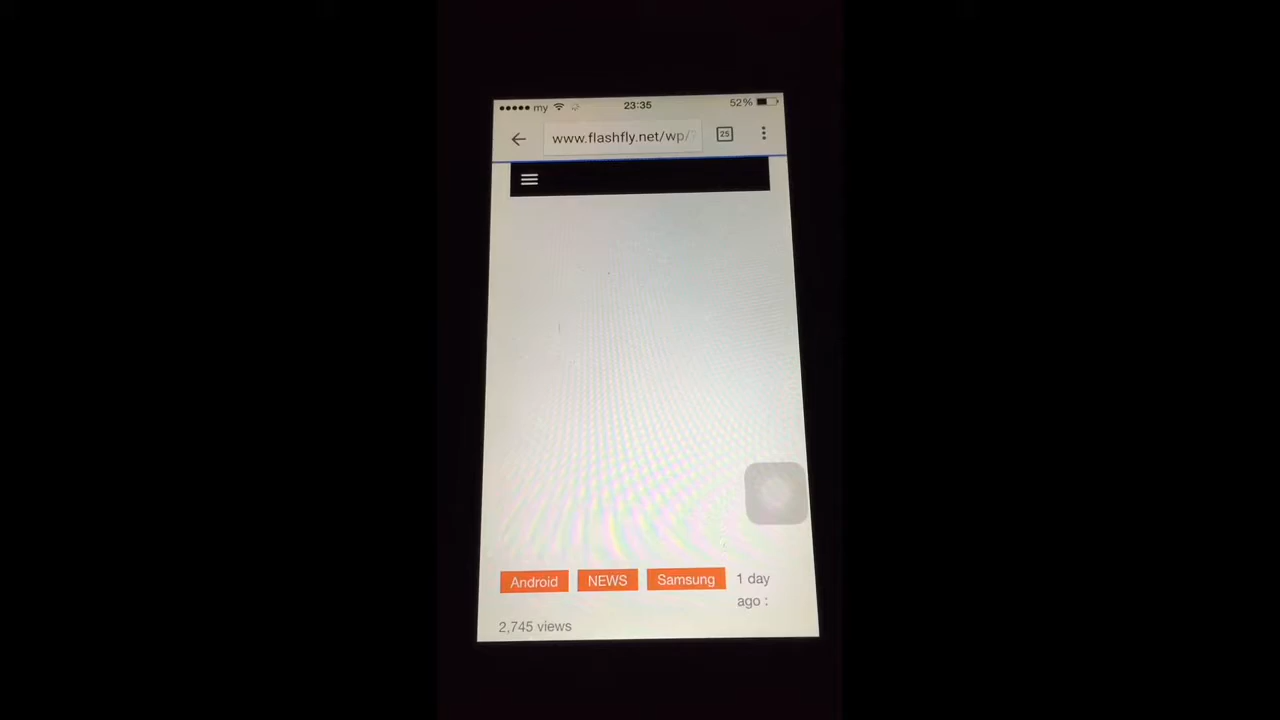 my 23:35 52%
www.flashfly.net/wp/? 25
Android NEWS Samsung 1 day
ago :
2,745 views